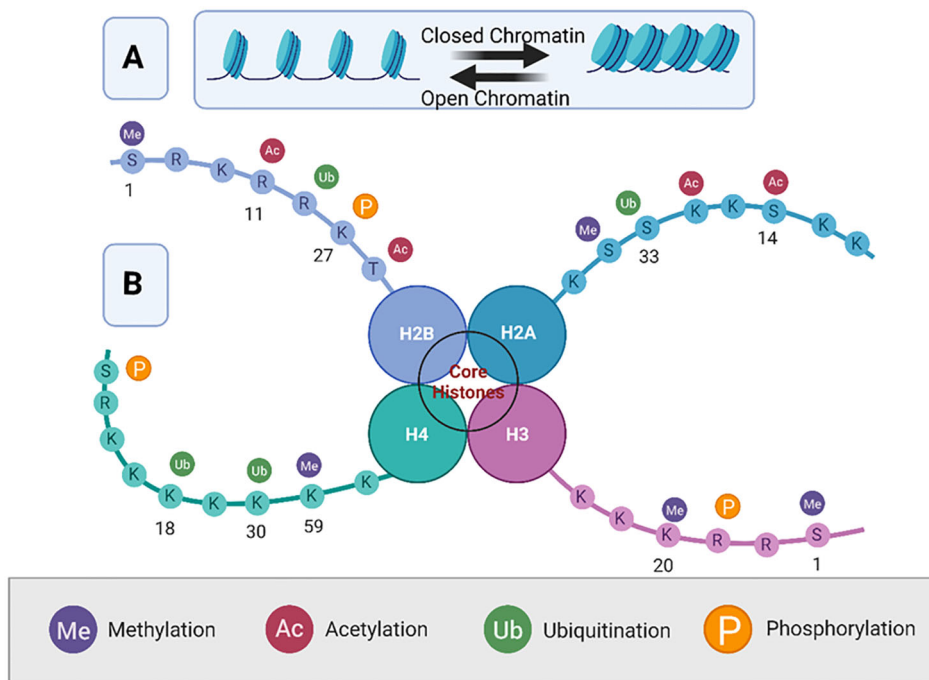 A
Closed Chromatin
Open Chromatin
Me
S R K R R K T
Ac
Ub
P
Ac
1 11 27
Me
Ub
Ac
Ac
K S S K K S K K
33 14
B
H2B H2A
Core
Histones
H4 H3
P
S R K K K K K K K
Ub
Ub
Me
18 30 59
K K K R R S
Me
P
Me
20 1
Me Methylation
Ac Acetylation
Ub Ubiquitination
P Phosphorylation